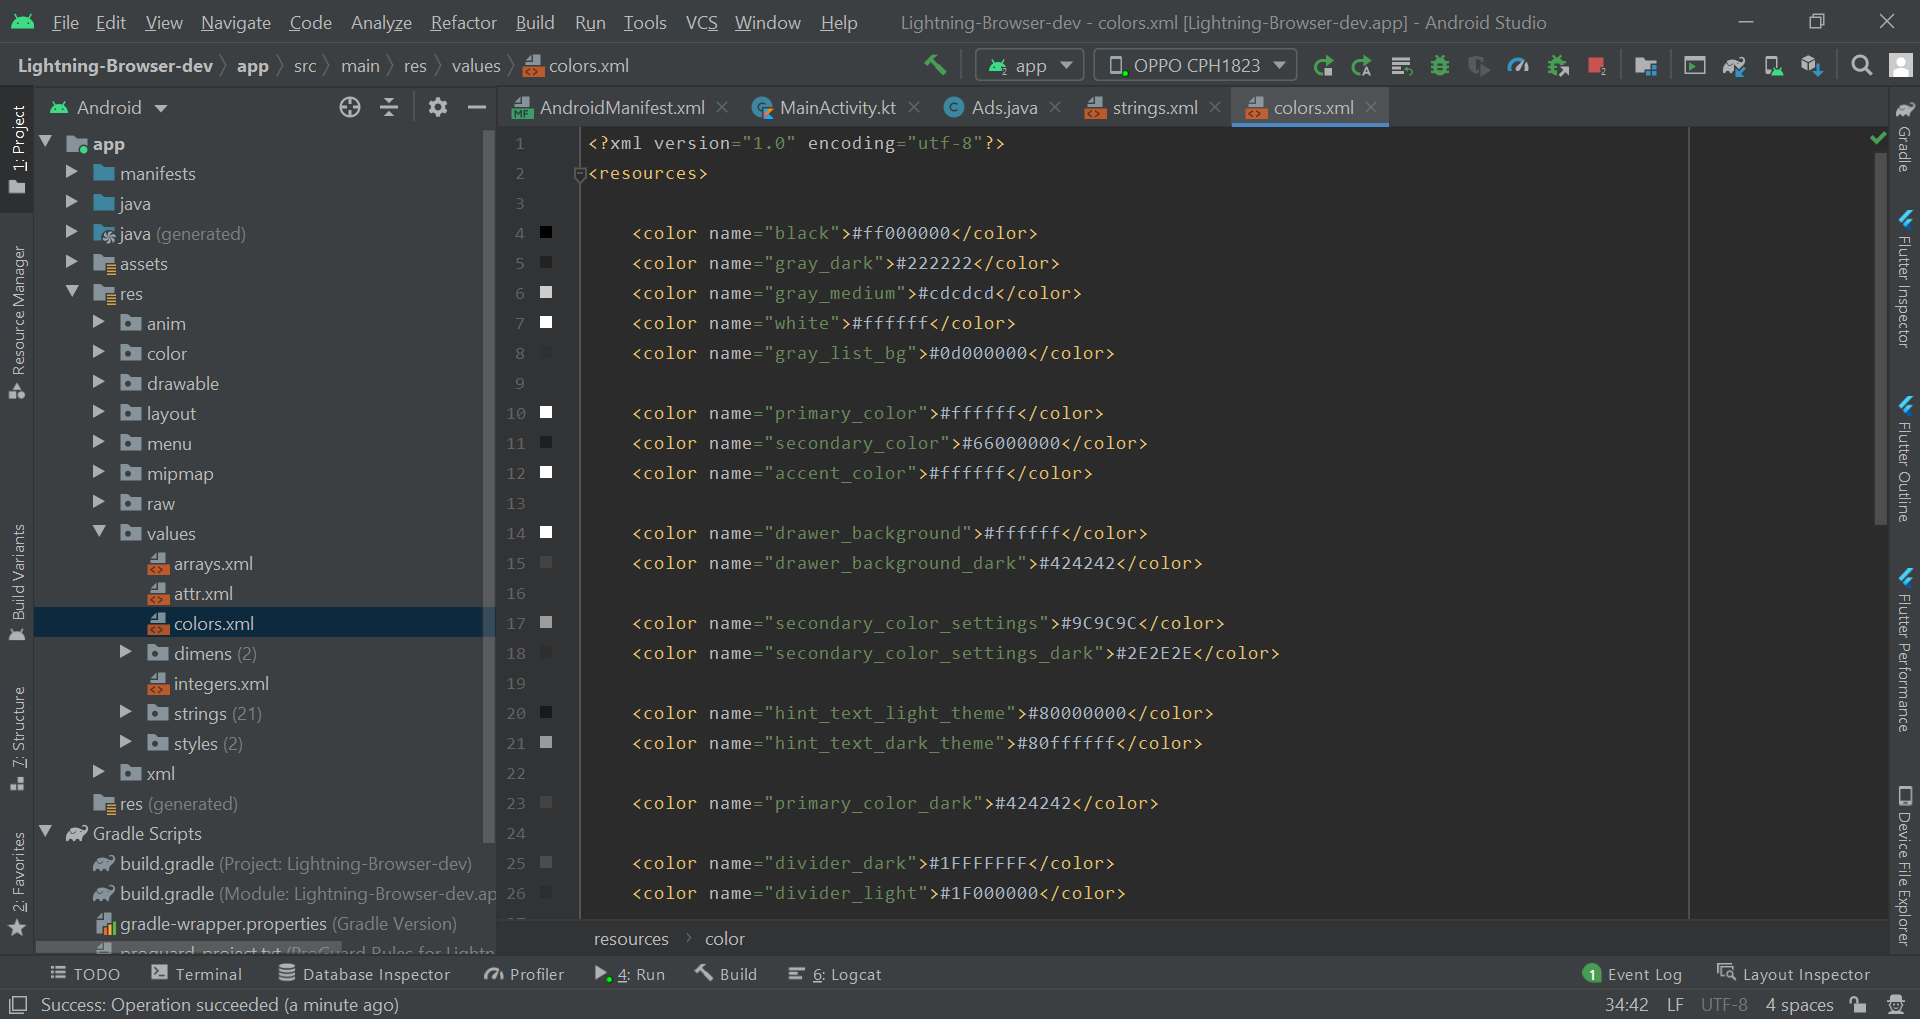 File Edit View Navigate Code Analyze Refactor Build Run Tools VCS Window Help Lightning-Browser-dev - colors.xml [Lightning-Browser-dev.app] - Android Studio
Lightning-Browser-dev app src main res values colors.xml app OPPO CPH1823
Android
AndroidManifest.xml MainActivity.kt Ads.java strings.xml colors.xml
1: Project
Resource Manager
Build Variants
7: Structure
2: Favorites
app
manifests
java
java (generated)
assets
res
anim
color
drawable
layout
menu
mipmap
raw
values
arrays.xml
attr.xml
colors.xml
dimens (2)
integers.xml
strings (21)
styles (2)
xml
res (generated)
Gradle Scripts
build.gradle (Project: Lightning-Browser-dev)
build.gradle (Module: Lightning-Browser-dev.ap
gradle-wrapper.properties (Gradle Version)
proguard-project.txt (ProGuard Rules for Lightn
1 <?xml version="1.0" encoding="utf-8"?>
2 <resources>
3
4 <color name="black">#ff000000</color>
5 <color name="gray_dark">#222222</color>
6 <color name="gray_medium">#cdcdcd</color>
7 <color name="white">#ffffff</color>
8 <color name="gray_list_bg">#0d000000</color>
9
10 <color name="primary_color">#ffffff</color>
11 <color name="secondary_color">#66000000</color>
12 <color name="accent_color">#ffffff</color>
13
14 <color name="drawer_background">#ffffff</color>
15 <color name="drawer_background_dark">#424242</color>
16
17 <color name="secondary_color_settings">#9C9C9C</color>
18 <color name="secondary_color_settings_dark">#2E2E2E</color>
19
20 <color name="hint_text_light_theme">#80000000</color>
21 <color name="hint_text_dark_theme">#80ffffff</color>
22
23 <color name="primary_color_dark">#424242</color>
24
25 <color name="divider_dark">#1FFFFFFF</color>
26 <color name="divider_light">#1F000000</color>
resources color
Gradle
Flutter Inspector
Flutter Outline
Flutter Performance
Device File Explorer
TODO Terminal Database Inspector Profiler 4: Run Build 6: Logcat 1 Event Log Layout Inspector
Success: Operation succeeded (a minute ago) 34:42 LF UTF-8 4 spaces